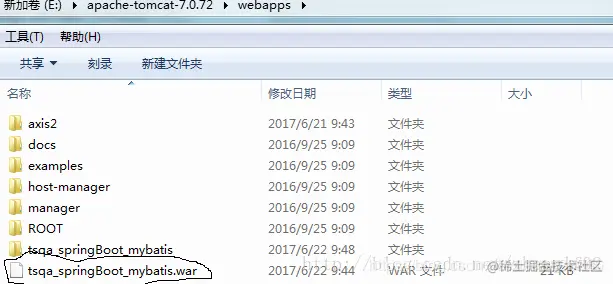 新加卷 (E:) ▸ apache-tomcat-7.0.72 ▸ webapps ▸
工具(T) 帮助(H)
共享 刻录 新建文件夹
名称 修改日期 类型 大小
axis2 2017/6/21 9:43 文件夹
docs 2016/9/25 9:09 文件夹
examples 2016/9/25 9:09 文件夹
host-manager 2016/9/25 9:09 文件夹
manager 2016/9/25 9:09 文件夹
ROOT 2016/9/25 9:09 文件夹
tsqa_springBoot_mybatis 2017/6/22 9:48 文件夹
tsqa_springBoot_mybatis.war 2017/6/22 9:44 WAR 文件 21 KB
@稀土掘金技术社区